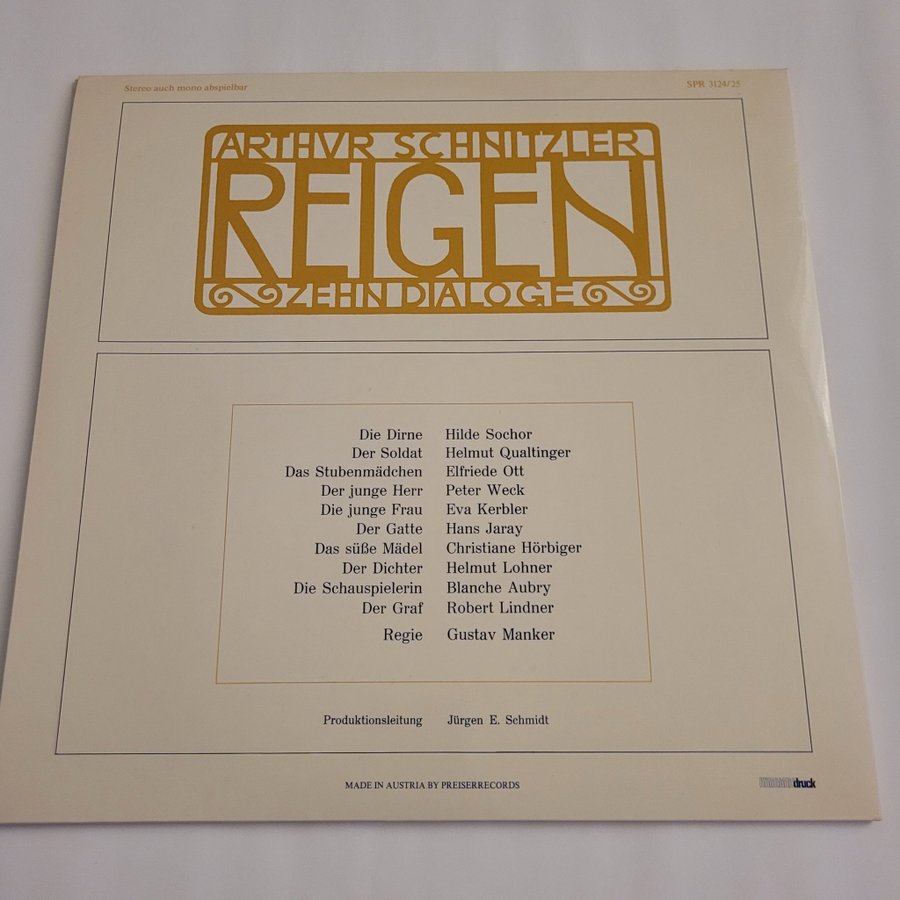 Stereo auch mono abspielbar SPR 3124/25
ARTHVR SCHNITZLER
REIGEN
ZEHN DIALOGE
Die Dirne Hilde Sochor
Der Soldat Helmut Qualtinger
Das Stubenmädchen Elfriede Ott
Der junge Herr Peter Weck
Die junge Frau Eva Kerbler
Der Gatte Hans Jaray
Das süße Mädel Christiane Hörbiger
Der Dichter Helmut Lohner
Die Schauspielerin Blanche Aubry
Der Graf Robert Lindner
Regie Gustav Manker
Produktionsleitung Jürgen E. Schmidt
MADE IN AUSTRIA BY PREISERRECORDS
druck